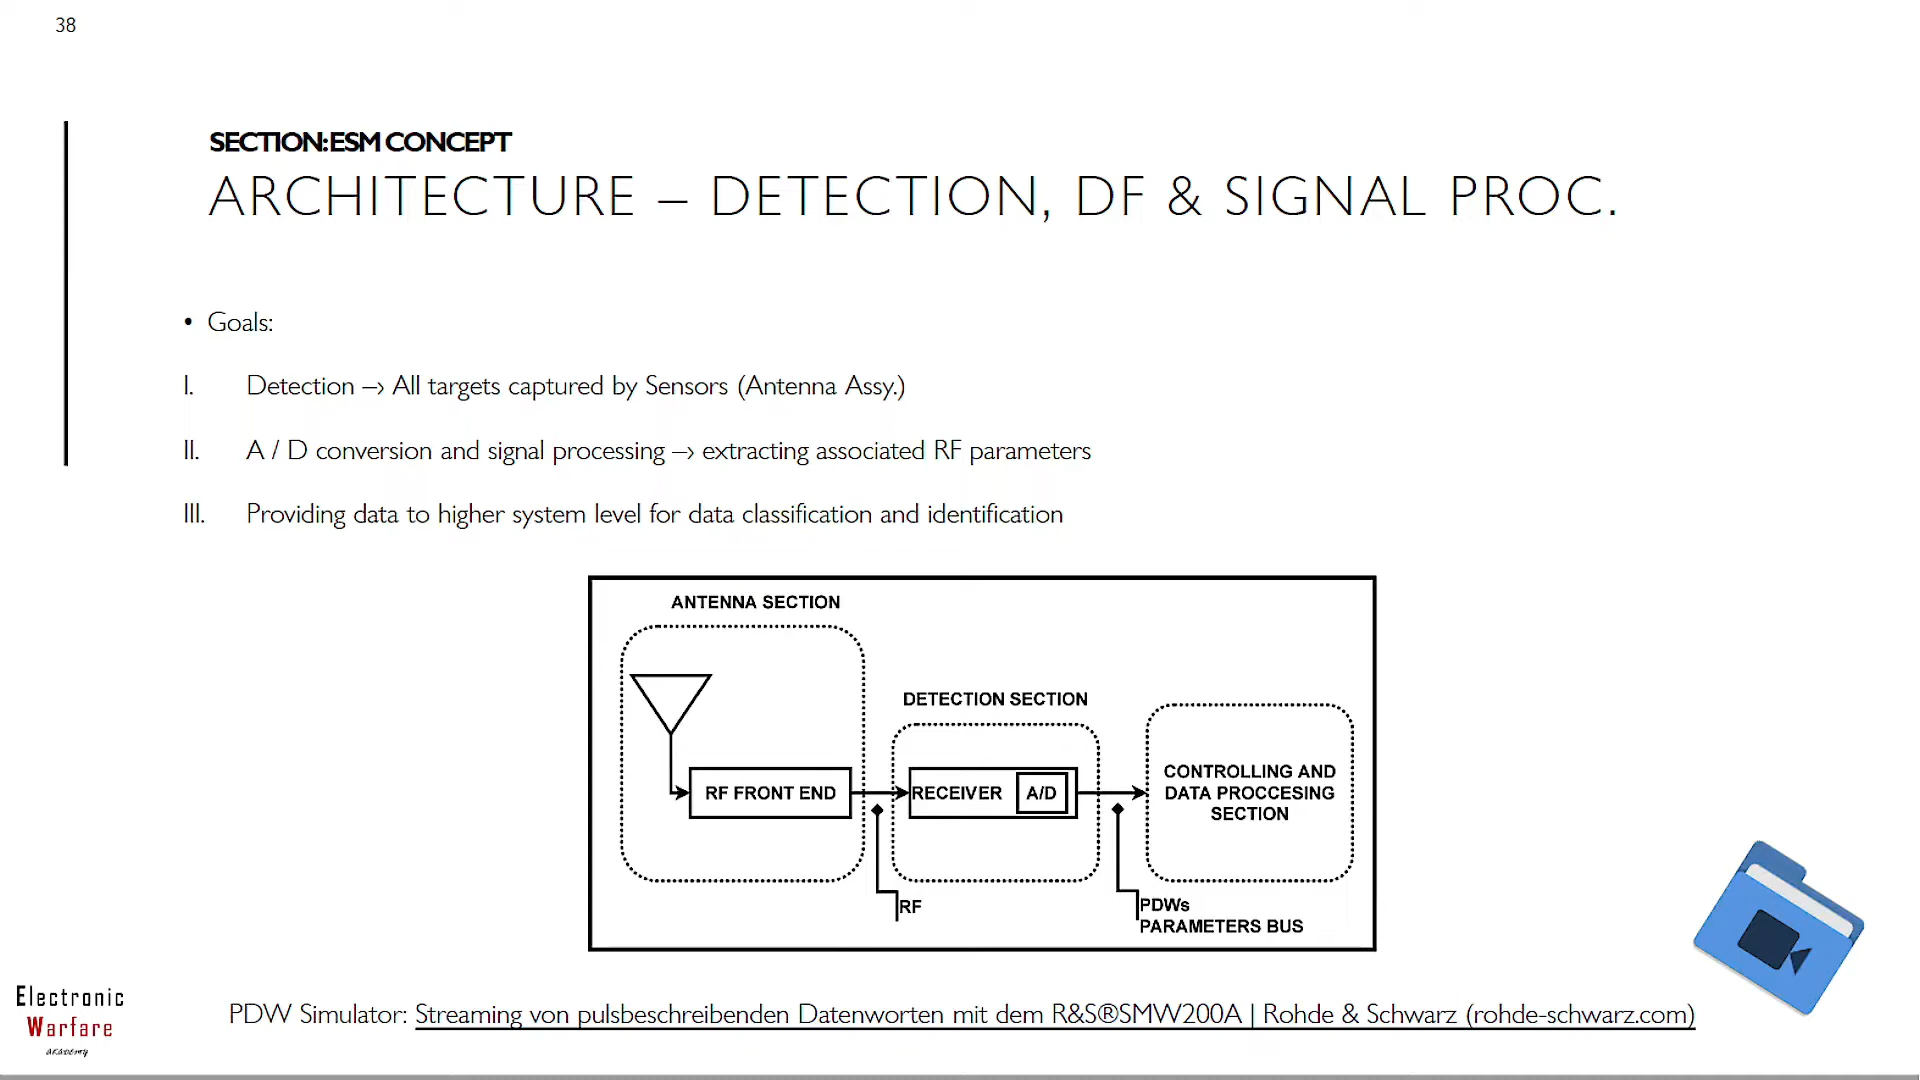 38
SECTION: ESM CONCEPT
ARCHITECTURE – DETECTION, DF & SIGNAL PROC.
• Goals:
I. Detection –> All targets captured by Sensors (Antenna Assy.)
II. A / D conversion and signal processing –> extracting associated RF parameters
III. Providing data to higher system level for data classification and identification
ANTENNA SECTION
DETECTION SECTION
RF FRONT END
RECEIVER
A/D
CONTROLLING AND
DATA PROCCESING
SECTION
RF
PDWs
PARAMETERS BUS
Electronic
Warfare
academy
PDW Simulator: Streaming von pulsbeschreibenden Datenworten mit dem R&S®SMW200A | Rohde & Schwarz (rohde-schwarz.com)